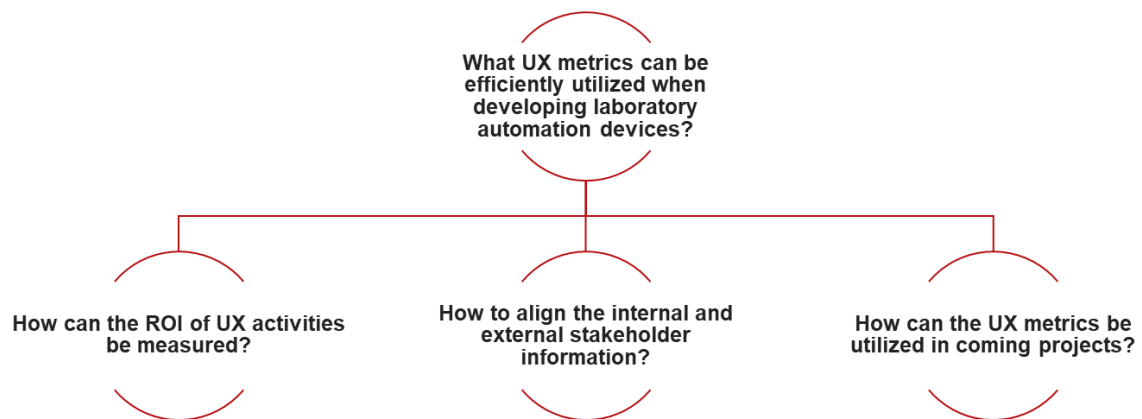 What UX metrics can be
efficiently utilized when
developing laboratory
automation devices?
How can the ROI of UX activities
be measured?
How to align the internal and
external stakeholder
information?
How can the UX metrics be
utilized in coming projects?